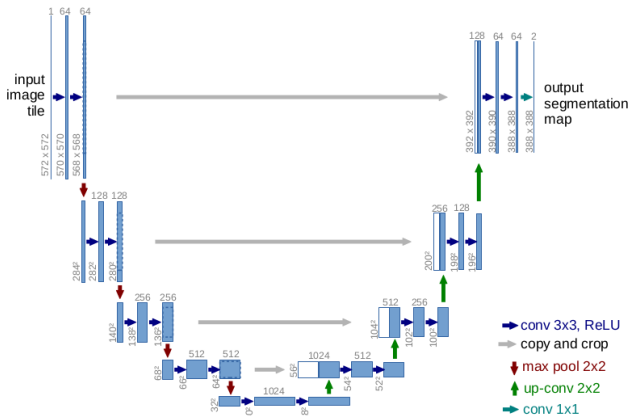 1 64 64
input
image
tile
572 x 572
570 x 570
568 x 568
128 64 64 2
output
segmentation
map
392 x 392
390 x 390
388 x 388
388 x 388
128 128
284²
282²
280²
256 128
200²
198²
196²
256 256
140²
138²
136²
512 256
104²
102²
100²
512 512
68²
66²
64²
1024 512
56²
54²
52²
1024
32²
0²
8²
conv 3x3, ReLU
copy and crop
max pool 2x2
up-conv 2x2
conv 1x1